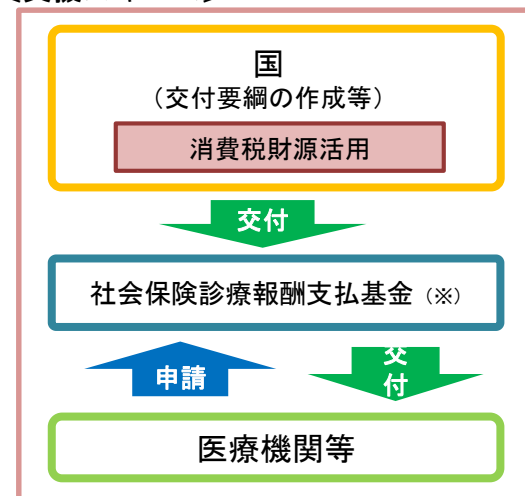 国
（交付要綱の作成等）
消費税財源活用
交付
社会保険診療報酬支払基金（※）
申請
交
付
医療機関等